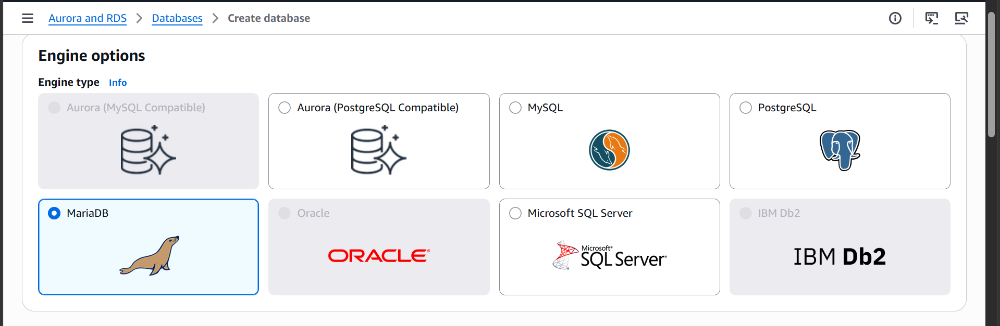 Aurora and RDS > Databases > Create database
Engine options
Engine type Info
Aurora (MySQL Compatible)
Aurora (PostgreSQL Compatible)
MySQL
PostgreSQL
MariaDB
Oracle
ORACLE®
Microsoft SQL Server
Microsoft®
SQL Server®
IBM Db2
IBM Db2